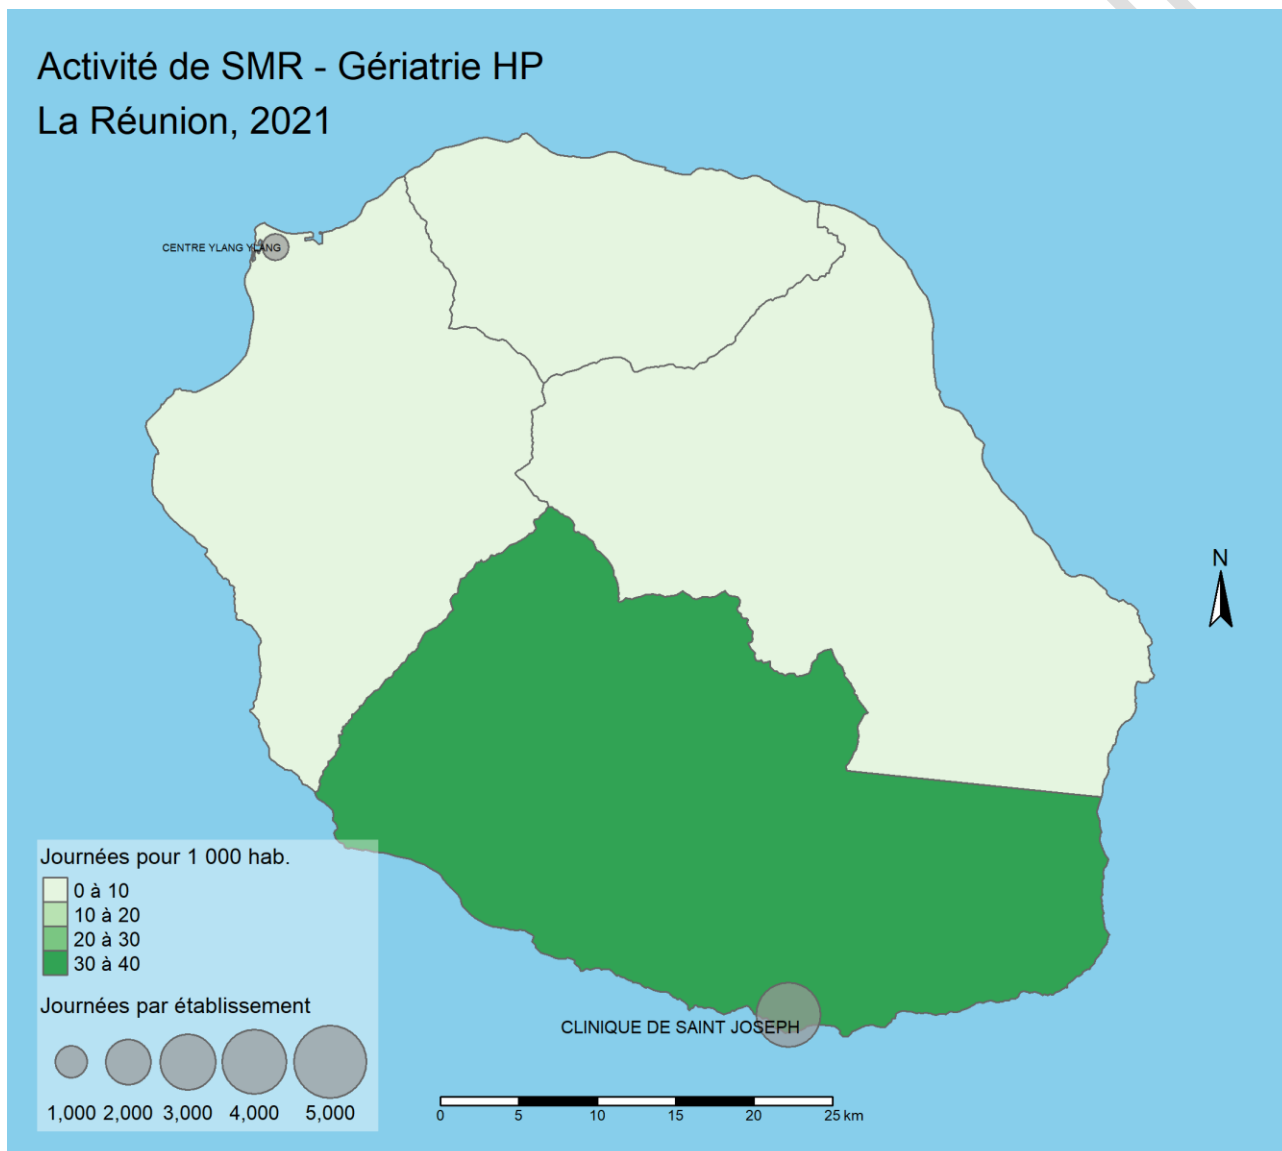 Activité de SMR - Gériatrie HP
La Réunion, 2021
CENTRE YLANG YLANG
N
Journées pour 1 000 hab.
0 à 10
10 à 20
20 à 30
30 à 40
Journées par établissement
1,000 2,000 3,000 4,000 5,000
CLINIQUE DE SAINT JOSEPH
0 5 10 15 20 25 km